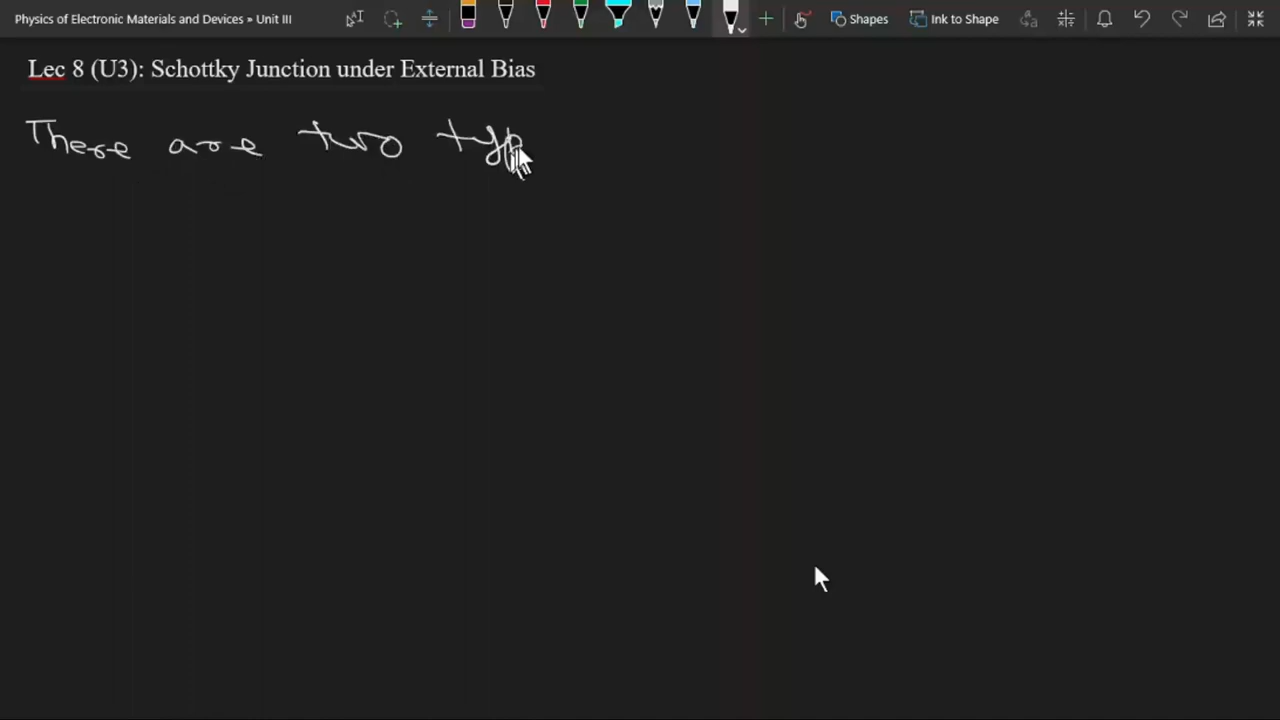 Physics of Electronic Materials and Devices » Unit III
Shapes
Ink to Shape
Lec 8 (U3): Schottky Junction under External Bias
There are two typ